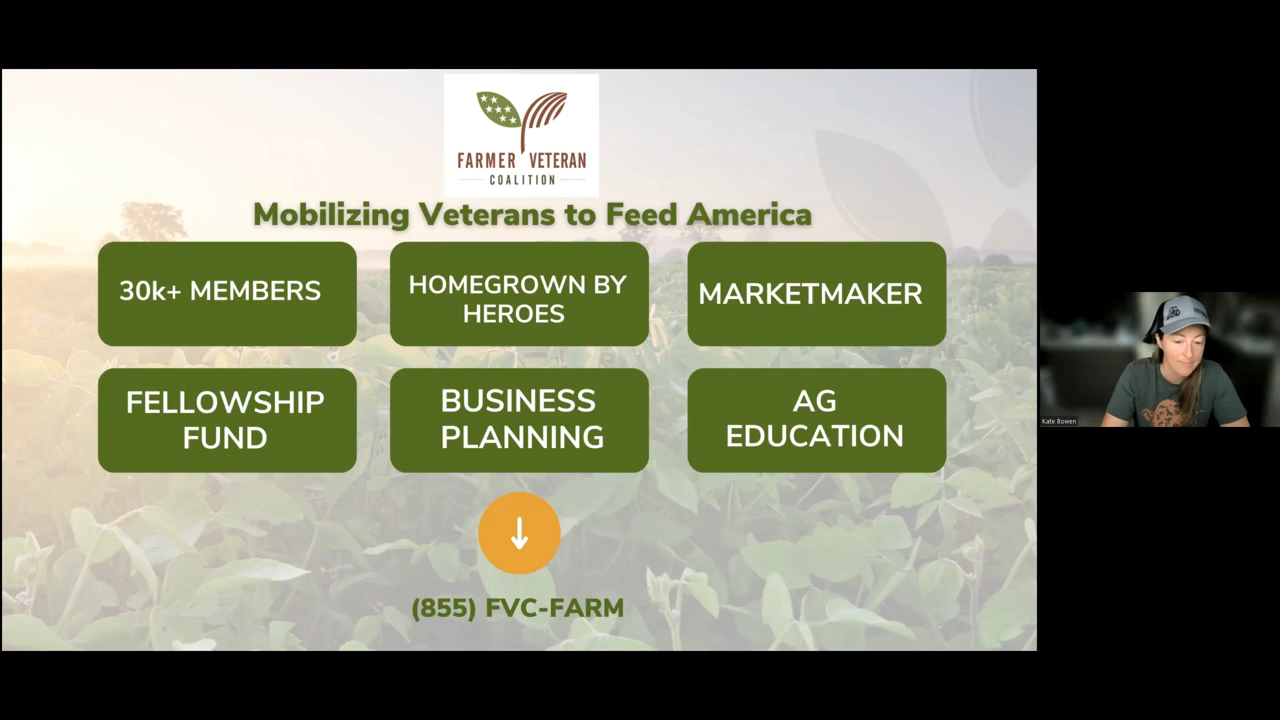 FARMER VETERAN
COALITION
Mobilizing Veterans to Feed America
30k+ MEMBERS
HOMEGROWN BY
HEROES
MARKETMAKER
FELLOWSHIP
FUND
BUSINESS
PLANNING
AG
EDUCATION
(855) FVC-FARM
Kate Bowen